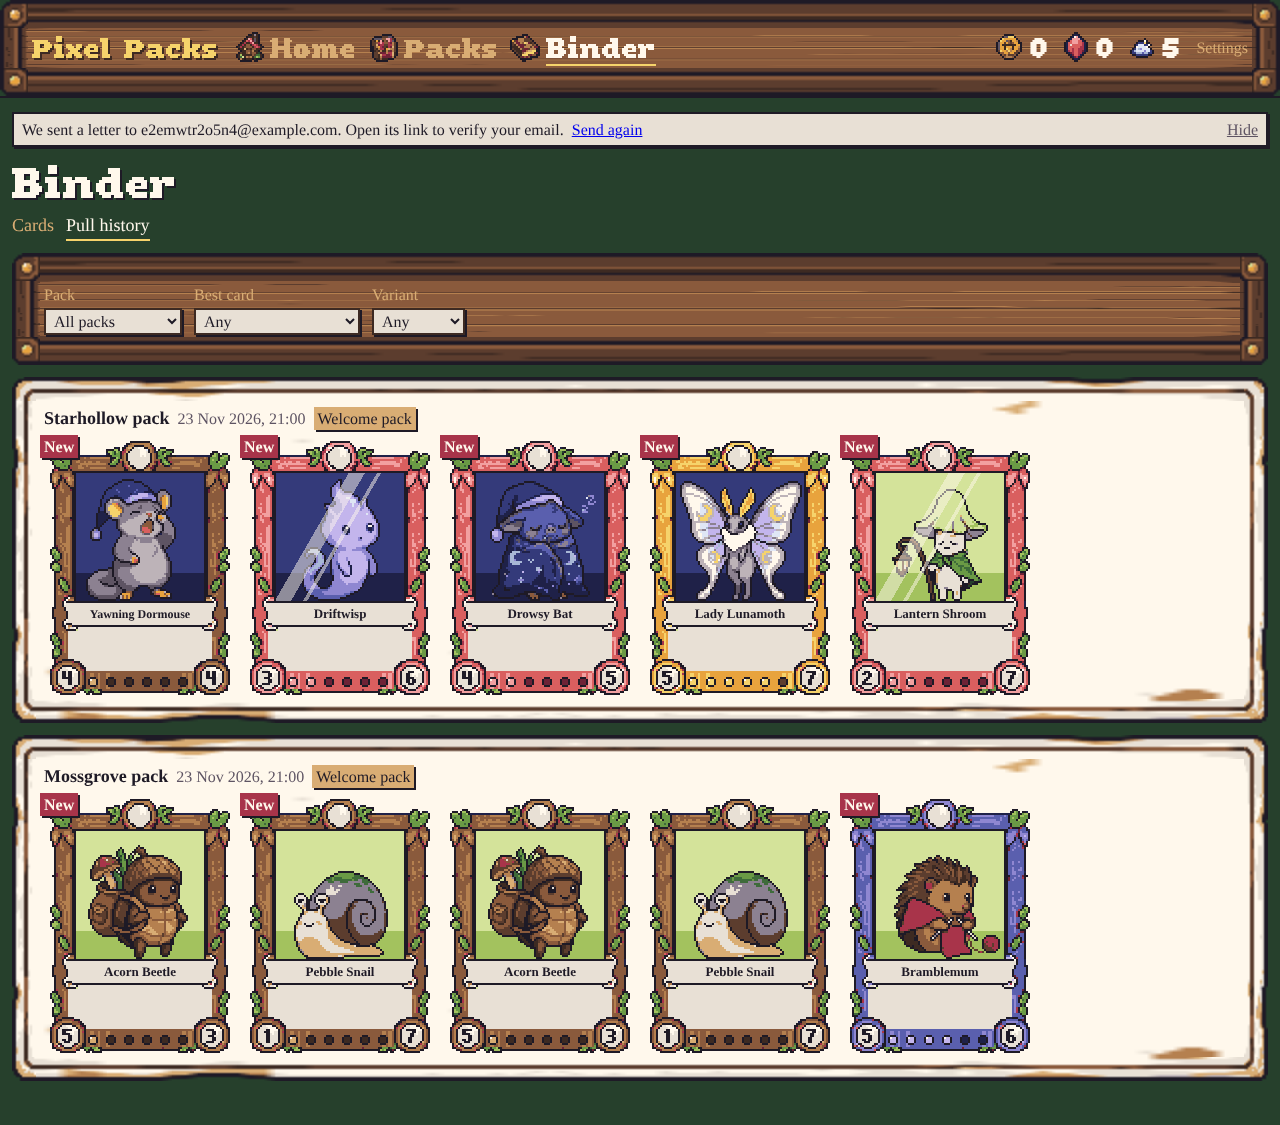 Pixel Packs Home Packs Binder 0 0 5 Settings
We sent a letter to e2emwtr2o5n4@example.com. Open its link to verify your email. Send again Hide
Binder
Cards Pull history
Pack Best card Variant
All packs Any Any
Starhollow pack 23 Nov 2026, 21:00 Welcome pack
New New New New New
Yawning Dormouse Driftwisp Drowsy Bat Lady Lunamoth Lantern Shroom
4 4 3 6 4 5 5 7 2 7
Mossgrove pack 23 Nov 2026, 21:00 Welcome pack
New New New
Acorn Beetle Pebble Snail Acorn Beetle Pebble Snail Bramblemum
5 3 1 7 5 3 1 7 5 6